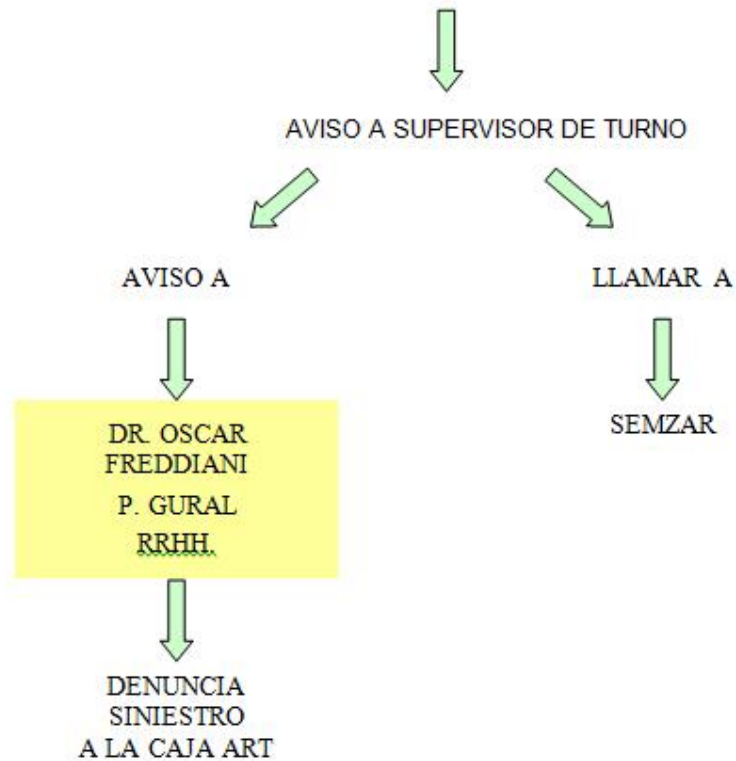 AVISO A SUPERVISOR DE TURNO
AVISO A
LLAMAR A
DR. OSCAR
FREDDIANI
P. GURAL
RRHH.
SEMZAR
DENUNCIA
SINIESTRO
A LA CAJA ART